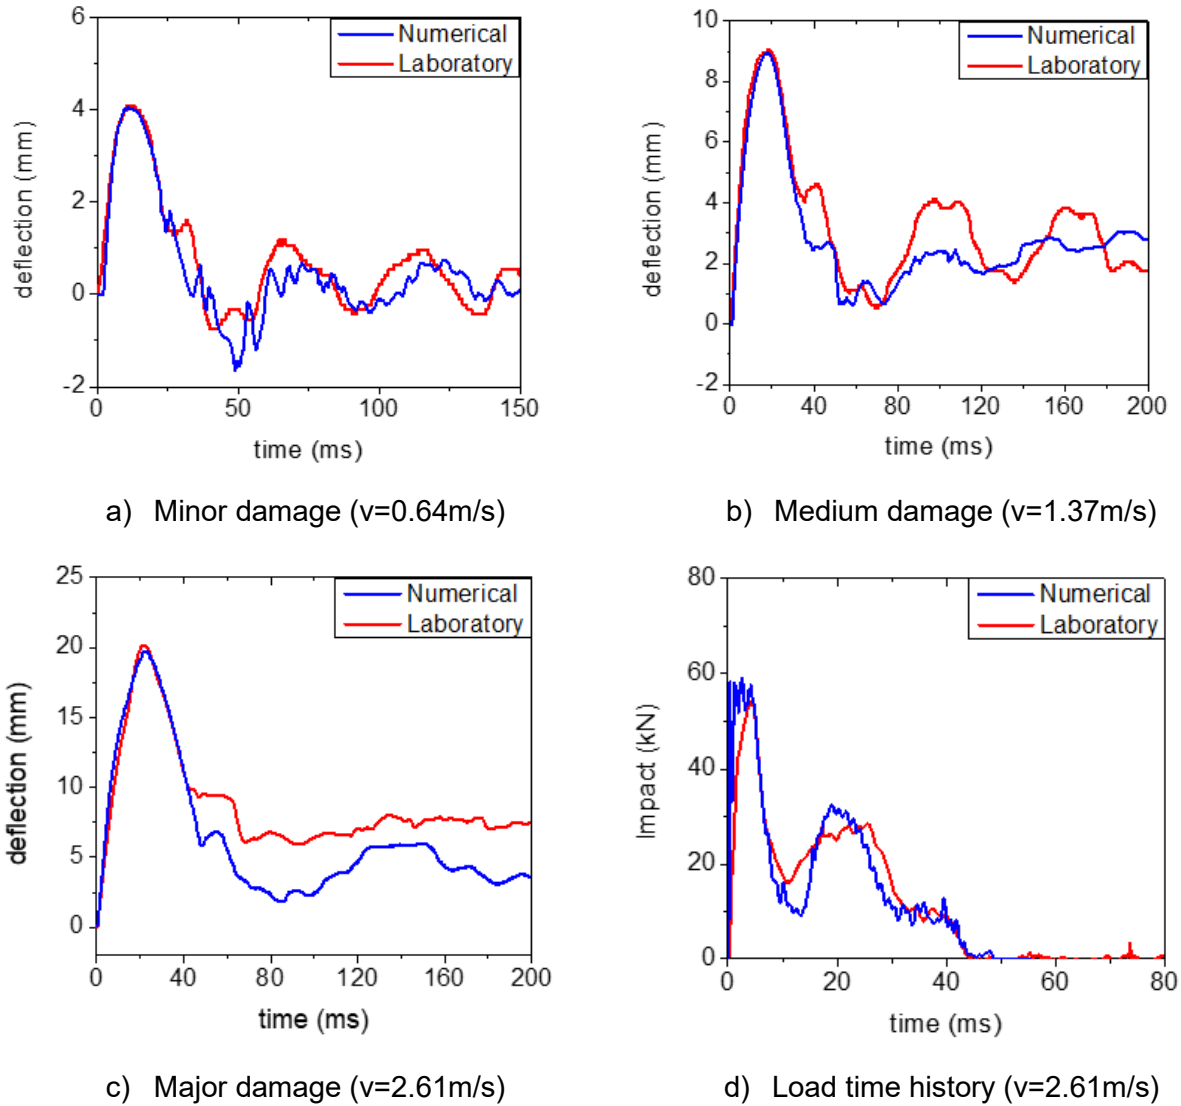 6
4
2
0
-2
deflection (mm)
Numerical
Laboratory
0
50
100
150
time (ms)
a) Minor damage (v=0.64m/s)
10
8
6
4
2
0
-2
deflection (mm)
Numerical
Laboratory
0
40
80
120
160
200
time (ms)
b) Medium damage (v=1.37m/s)
25
20
15
10
5
0
deflection (mm)
Numerical
Laboratory
0
40
80
120
160
200
time (ms)
c) Major damage (v=2.61m/s)
80
60
40
20
0
Impact (kN)
Numerical
Laboratory
0
20
40
60
80
time (ms)
d) Load time history (v=2.61m/s)